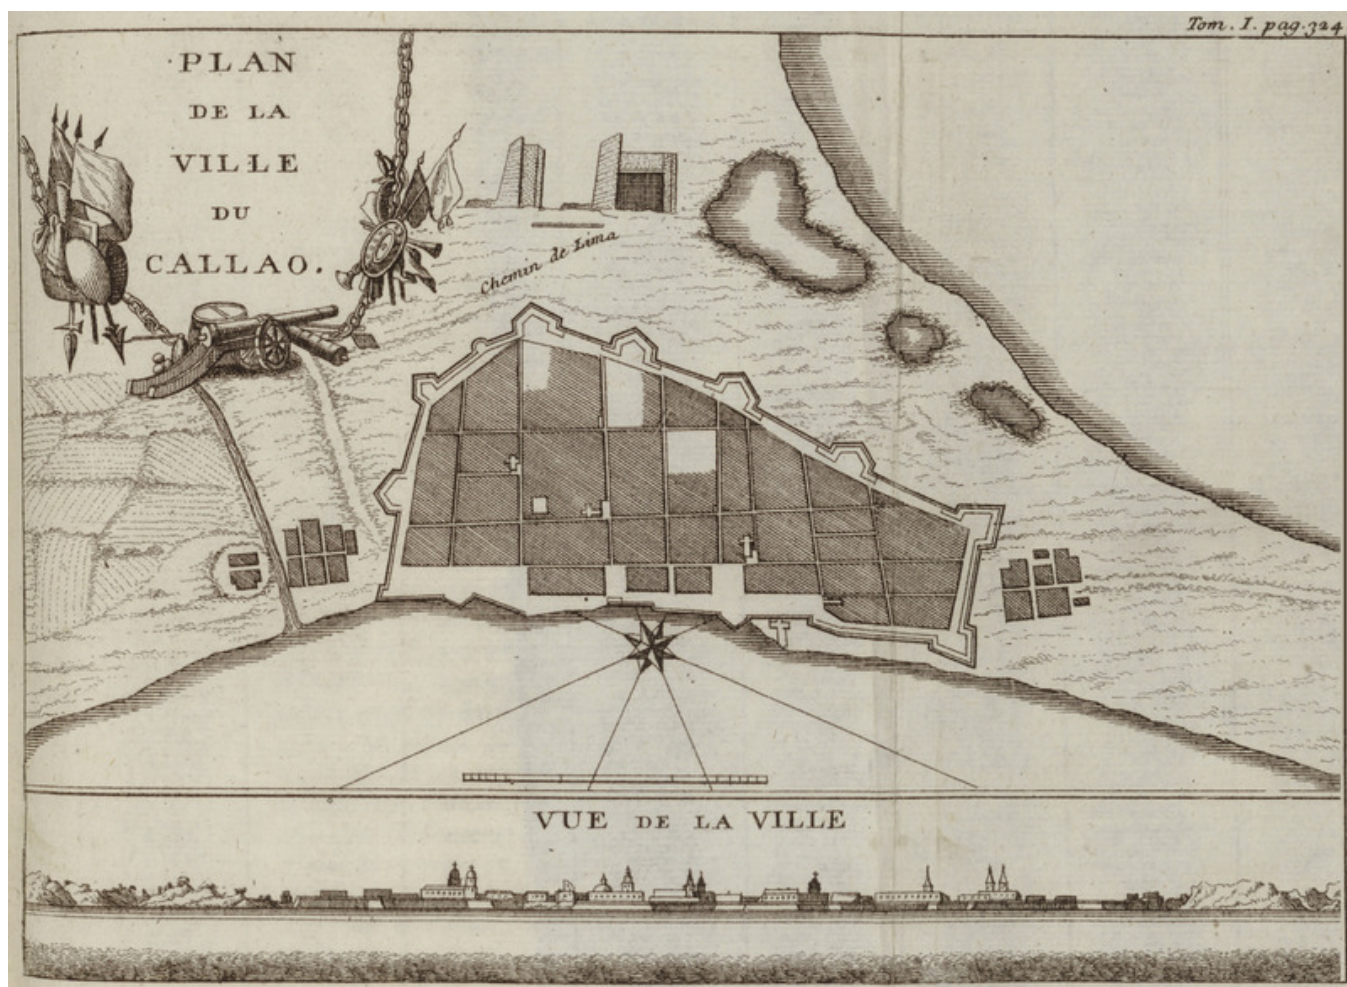 Tom. I. pag. 324
PLAN
DE LA
VILLE
DU
CALLAO.
Chemin de Lima
VUE DE LA VILLE